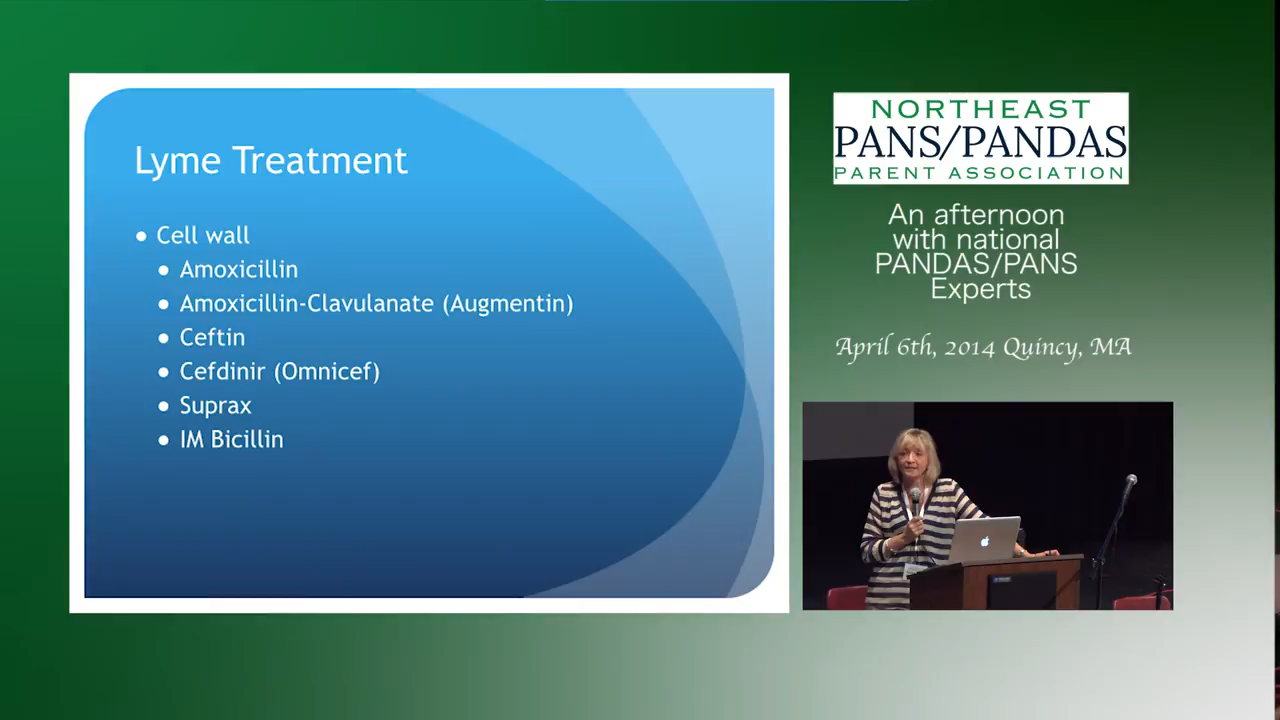 Lyme Treatment
• Cell wall
• Amoxicillin
• Amoxicillin-Clavulanate (Augmentin)
• Ceftin
• Cefdinir (Omnicef)
• Suprax
• IM Bicillin
NORTHEAST
PANS/PANDAS
PARENT ASSOCIATION
An afternoon
with national
PANDAS/PANS
Experts
April 6th, 2014 Quincy, MA